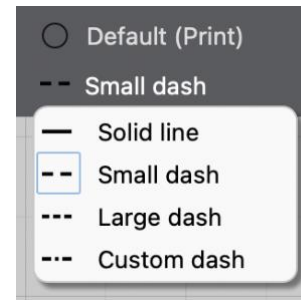 Default (Print)
Small dash
Solid line
Small dash
Large dash
Custom dash